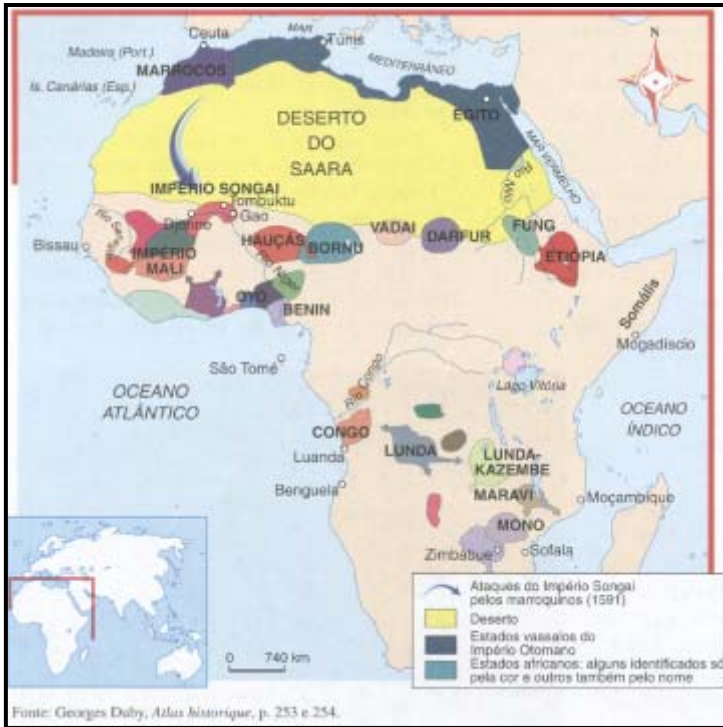 Ceuta
MAR
Túnis
Madeira (Port.)
MARROCOS
MEDITERRÂNEO
N
Is. Canárias (Esp.)
DESERTO
DO
SAARA
EGITO
MAR VERMELHO
Rio Nilo
IMPÉRIO SONGAI
Tombuktu
Gao
Djenne
Rio Senegal
Bissau
IMPÉRIO
MALI
HAUÇÁS
BORNU
VADAI
DARFUR
FUNG
ETIÓPIA
Rio Níger
OYO
BENIN
Somális
Mogadíscio
São Tomé
Rio Congo
Lago Vitória
OCEANO
ATLÂNTICO
OCEANO
ÍNDICO
CONGO
Luanda
LUNDA
LUNDA-
KAZEMBE
Benguela
MARAVI
Moçambique
MONO
Zimbábue
Sofala
Ataques do Império Songai
pelos marroquinos (1591)
Deserto
Estados vassalos do
Império Otomano
Estados africanos: alguns identificados só
pela cor e outros também pelo nome
0 740 km
Fonte: Georges Duby, Atlas historique, p. 253 e 254.